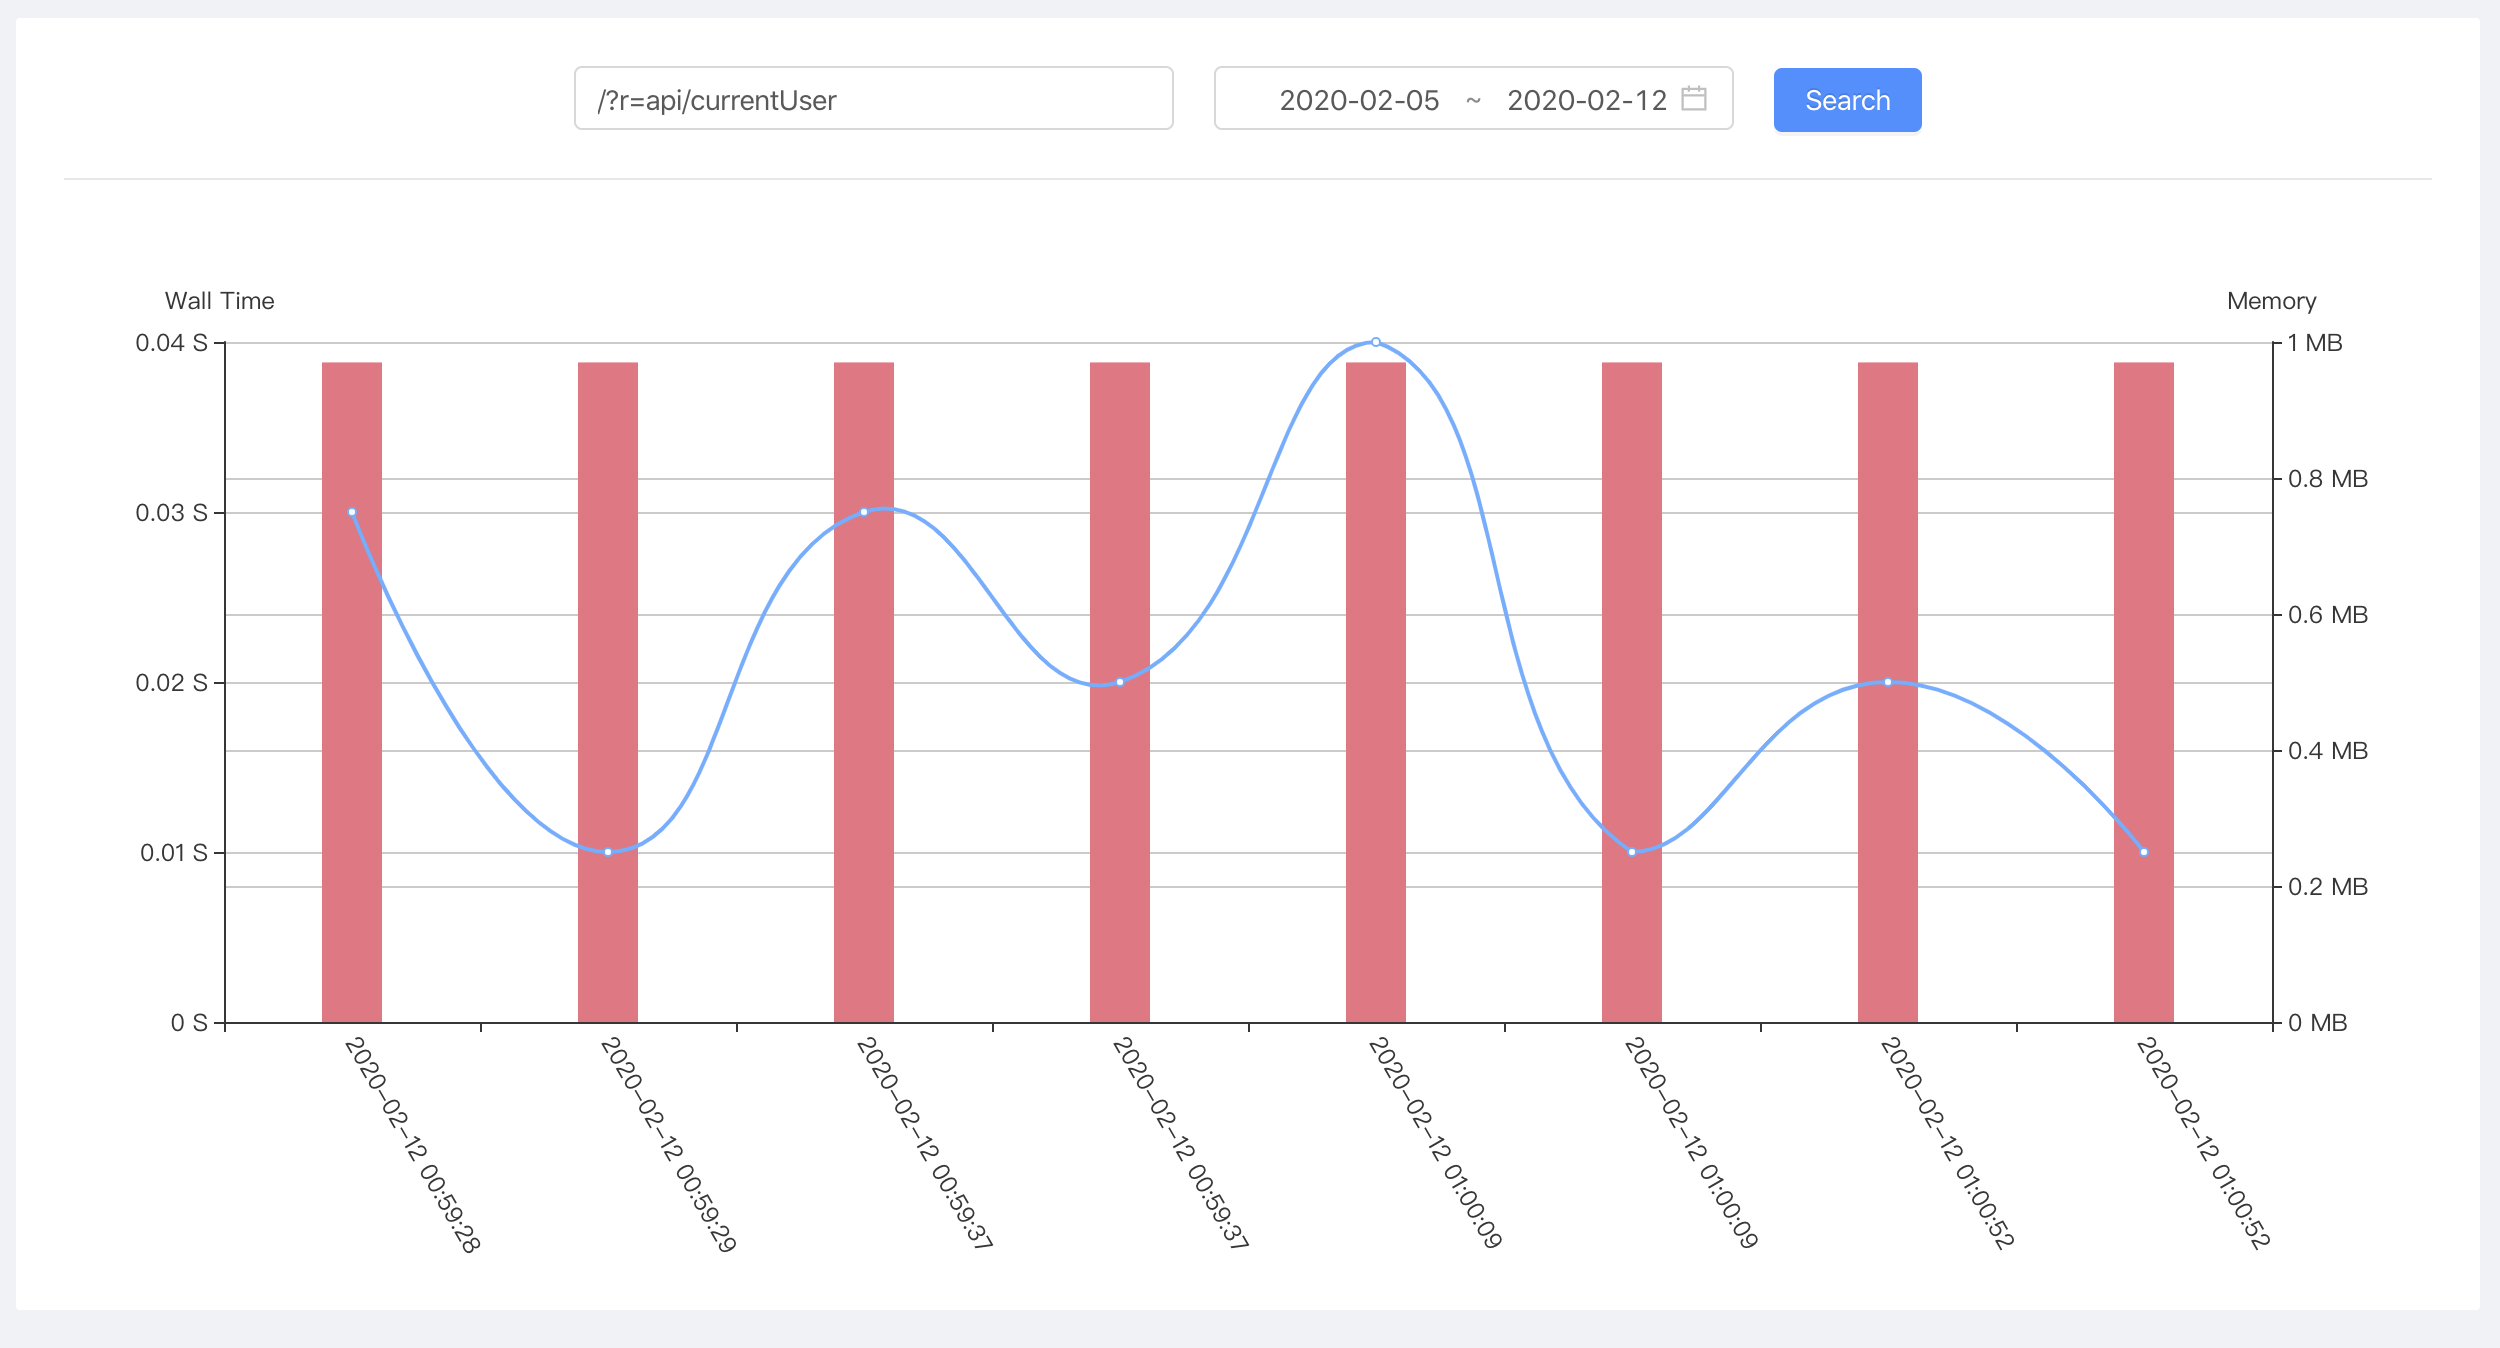 /?r=api/currentUser
2020-02-05 ~ 2020-02-12
Search
Wall Time
Memory
0.04 S
0.03 S
0.02 S
0.01 S
0 S
1 MB
0.8 MB
0.6 MB
0.4 MB
0.2 MB
0 MB
2020-02-12 00:59:28
2020-02-12 00:59:29
2020-02-12 00:59:37
2020-02-12 00:59:37
2020-02-12 01:00:09
2020-02-12 01:00:09
2020-02-12 01:00:52
2020-02-12 01:00:52